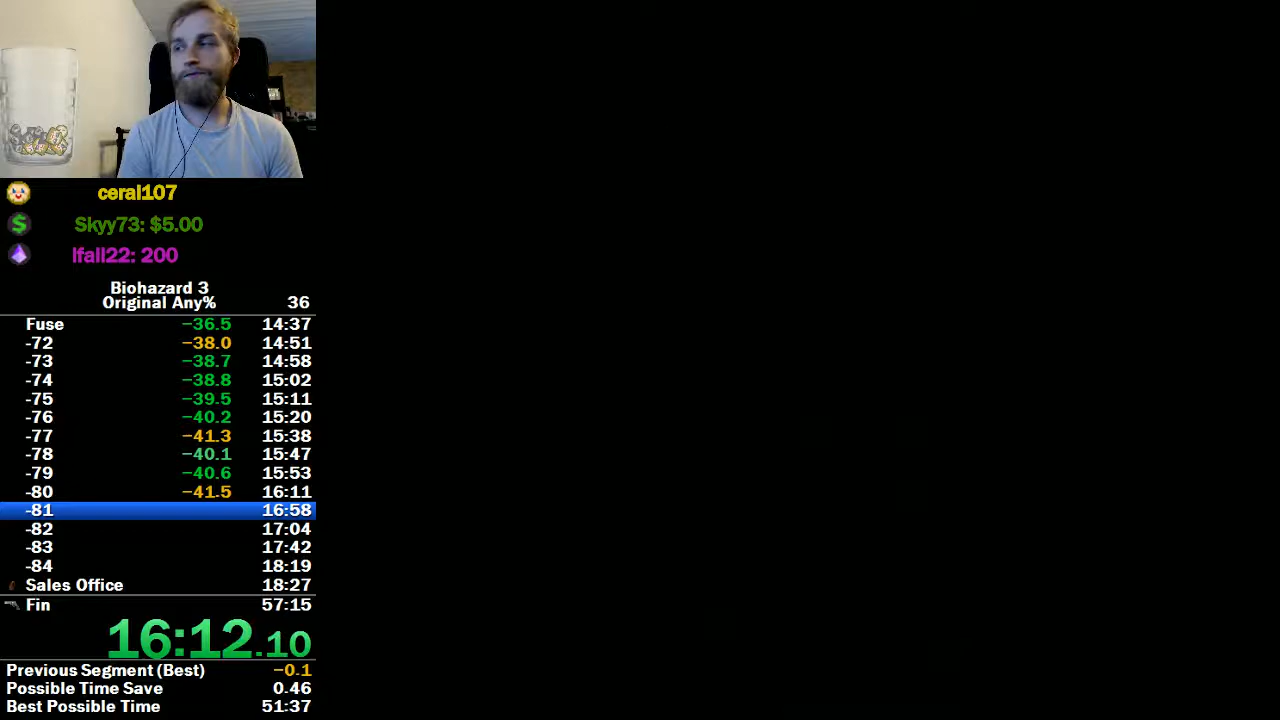 ceral107
Skyy73: $5.00
lfall22: 200
Biohazard 3
Original Any% 36
Fuse −36.5 14:37
-72 −38.0 14:51
-73 −38.7 14:58
-74 −38.8 15:02
-75 −39.5 15:11
-76 −40.2 15:20
-77 −41.3 15:38
-78 −40.1 15:47
-79 −40.6 15:53
-80 −41.5 16:11
-81 16:58
-82 17:04
-83 17:42
-84 18:19
Sales Office 18:27
Fin 57:15
16:12.10
Previous Segment (Best) −0.1
Possible Time Save 0.46
Best Possible Time 51:37